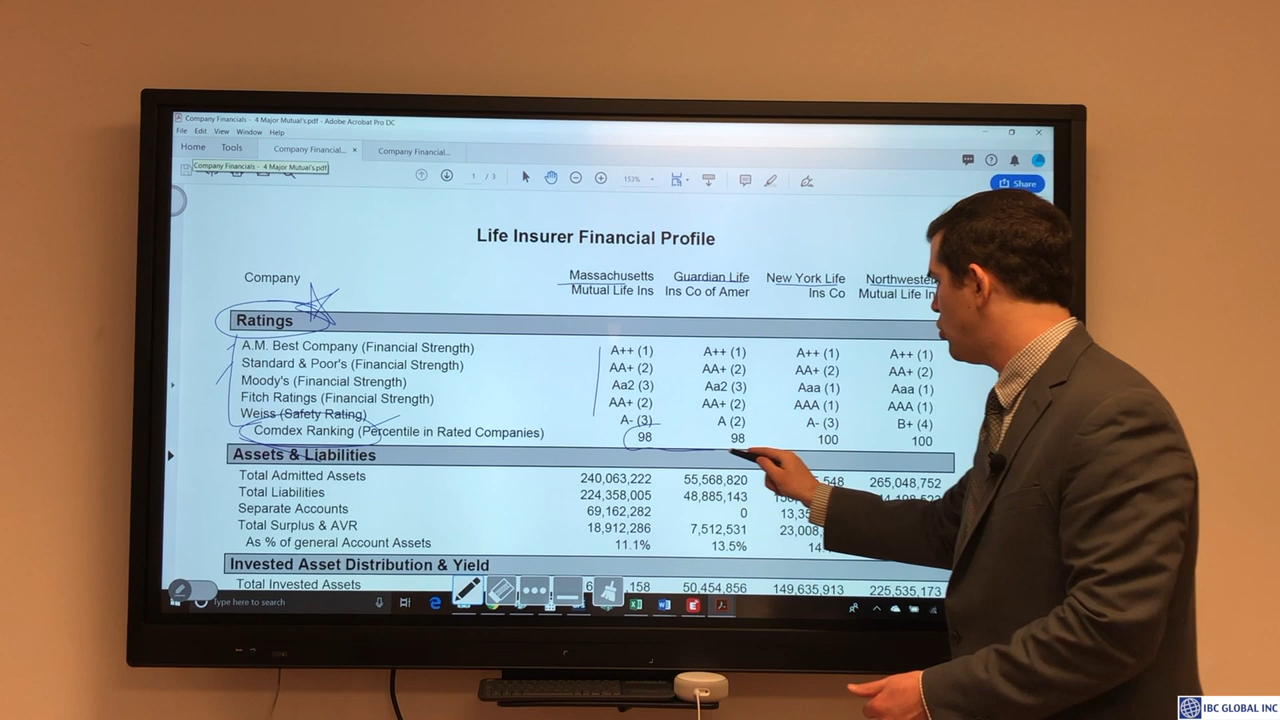 Company Financials - 4 Major Mutual's.pdf - Adobe Acrobat Pro DC
File Edit View Window Help
Home Tools Company Financial... × Company Financial...
Company Financials - 4 Major Mutual's.pdf
1 / 3 153%
Share
Life Insurer Financial Profile
Company Massachusetts Mutual Life Ins Guardian Life Ins Co of Amer New York Life Ins Co Northwestern Mutual Life
Ratings
A.M. Best Company (Financial Strength) A++ (1) A++ (1) A++ (1) A++ (1)
Standard & Poor's (Financial Strength) AA+ (2) AA+ (2) AA+ (2) AA+ (2)
Moody's (Financial Strength) Aa2 (3) Aa2 (3) Aaa (1) Aaa (1)
Fitch Ratings (Financial Strength) AA+ (2) AA+ (2) AAA (1) AAA (1)
Weiss (Safety Rating) A- (3) A (2) A- (3) B+ (4)
Comdex Ranking (Percentile in Rated Companies) 98 98 100 100
Assets & Liabilities
Total Admitted Assets 240,063,222 55,568,820 265,048,752
Total Liabilities 224,358,005 48,885,143
Separate Accounts 69,162,282 0
Total Surplus & AVR 18,912,286 7,512,531 23,008,
As % of general Account Assets 11.1% 13.5%
Invested Asset Distribution & Yield
Total Invested Assets 50,454,856 149,635,913 225,535,173
Type here to search
IBC GLOBAL INC